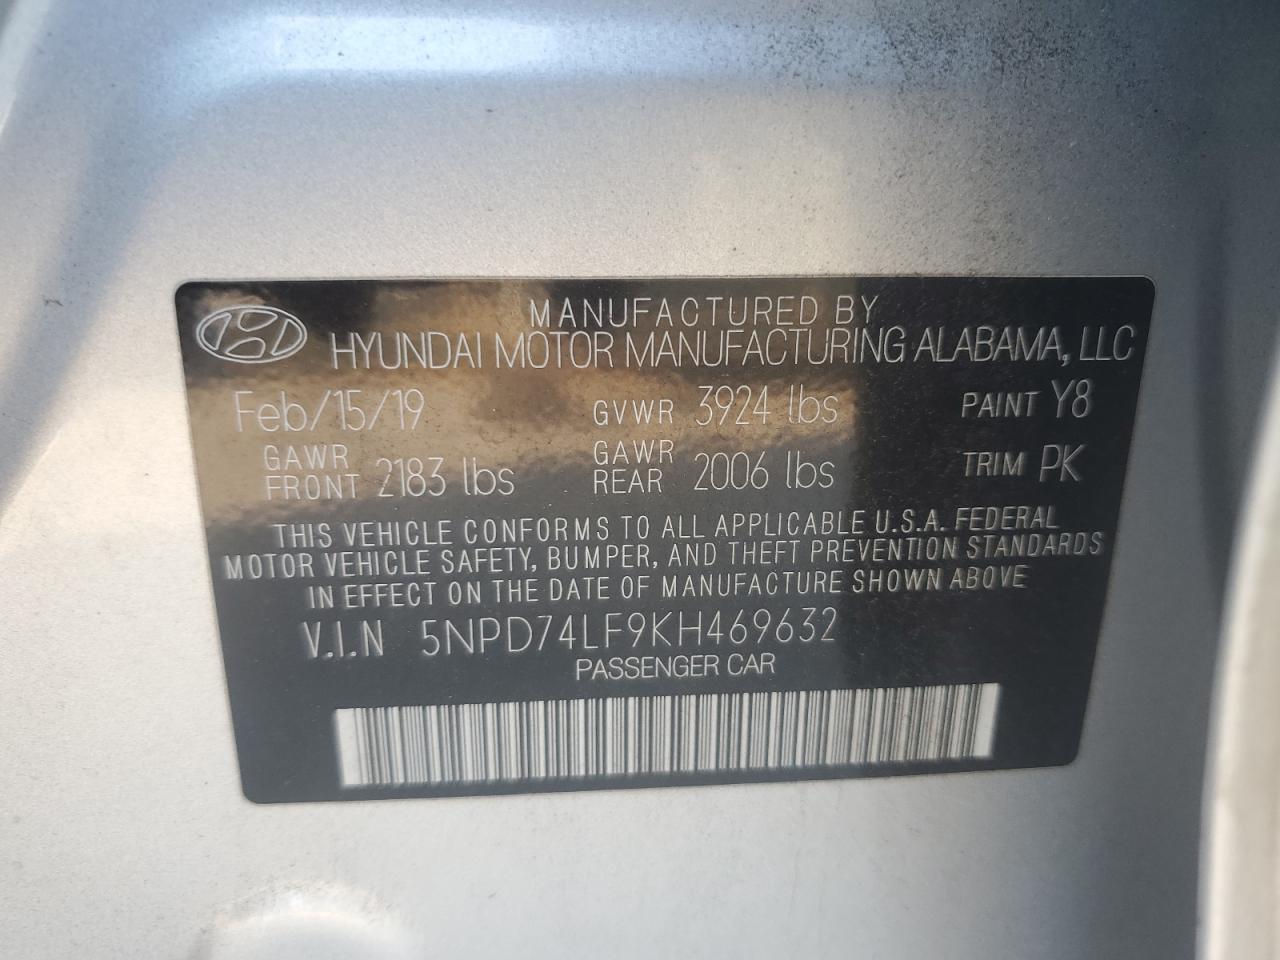 MANUFACTURED BY
HYUNDAI MOTOR MANUFACTURING ALABAMA, LLC
Feb/15/19 GVWR 3924 lbs PAINT Y8
GAWR FRONT 2183 lbs GAWR REAR 2006 lbs TRIM PK
THIS VEHICLE CONFORMS TO ALL APPLICABLE U.S.A. FEDERAL
MOTOR VEHICLE SAFETY, BUMPER, AND THEFT PREVENTION STANDARDS
IN EFFECT ON THE DATE OF MANUFACTURE SHOWN ABOVE
V.I.N 5NPD74LF9KH469632
PASSENGER CAR